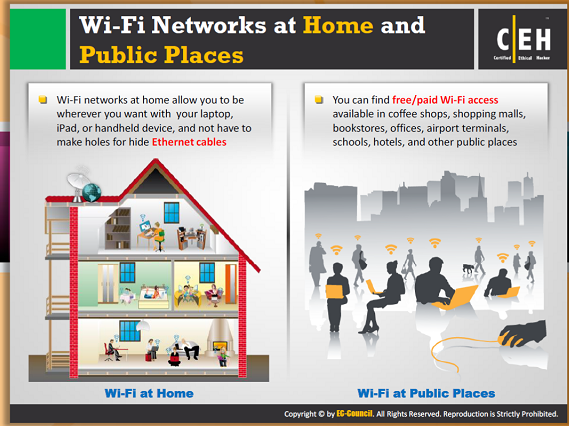 Wi-Fi Networks at Home and
Public Places
C|EH
Certified Ethical Hacker
Wi-Fi networks at home allow you to be
wherever you want with your laptop,
iPad, or handheld device, and not have to
make holes for hide Ethernet cables
You can find free/paid Wi-Fi access
available in coffee shops, shopping malls,
bookstores, offices, airport terminals,
schools, hotels, and other public places
Wi-Fi at Home
Wi-Fi at Public Places
Copyright © by EC-Council. All Rights Reserved. Reproduction is Strictly Prohibited.